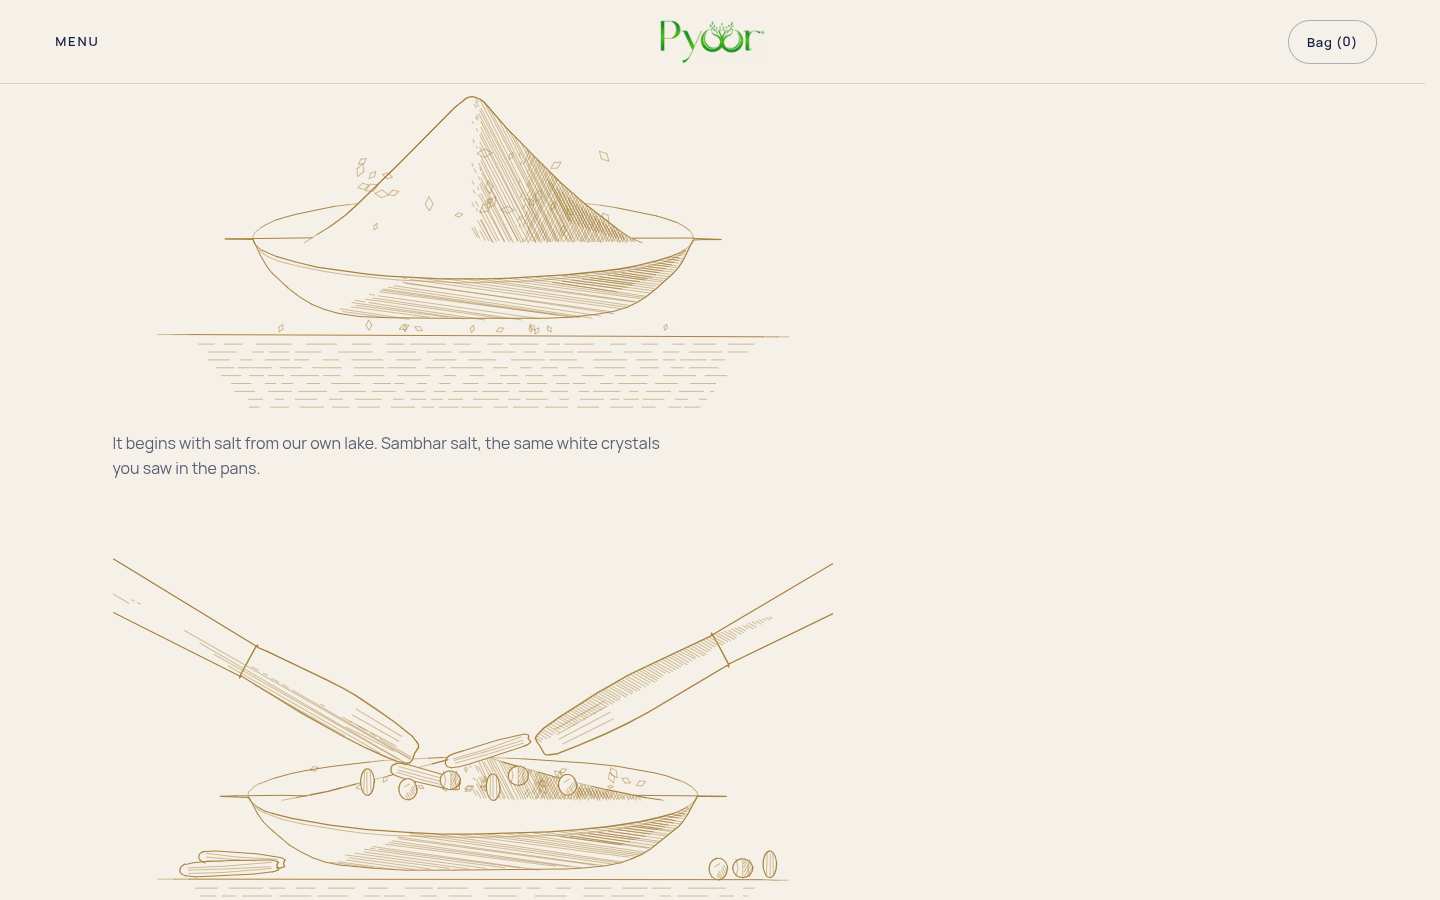 MENU
Pyoor
Bag (0)
It begins with salt from our own lake. Sambhar salt, the same white crystals
you saw in the pans.